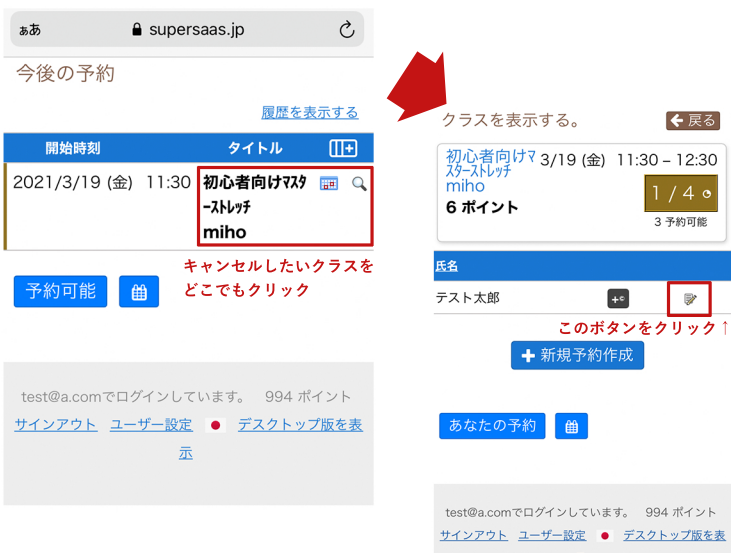 ぁあ
supersaas.jp
今後の予約
履歴を表示する
開始時刻 タイトル
2021/3/19 (金) 11:30 初心者向けﾏｽﾀ
ｰｽﾄﾚｯﾁ
miho
キャンセルしたいクラスを
どこでもクリック
予約可能
test@a.comでログインしています。 994 ポイント
サインアウト ユーザー設定 デスクトップ版を表
示
クラスを表示する。
戻る
初心者向けﾏ
ｽﾀｰｽﾄﾚｯﾁ
miho
3/19 (金) 11:30 – 12:30
6 ポイント
1 / 4
3 予約可能
氏名
テスト太郎
このボタンをクリック↑
+ 新規予約作成
あなたの予約
test@a.comでログインしています。 994 ポイント
サインアウト ユーザー設定 デスクトップ版を表